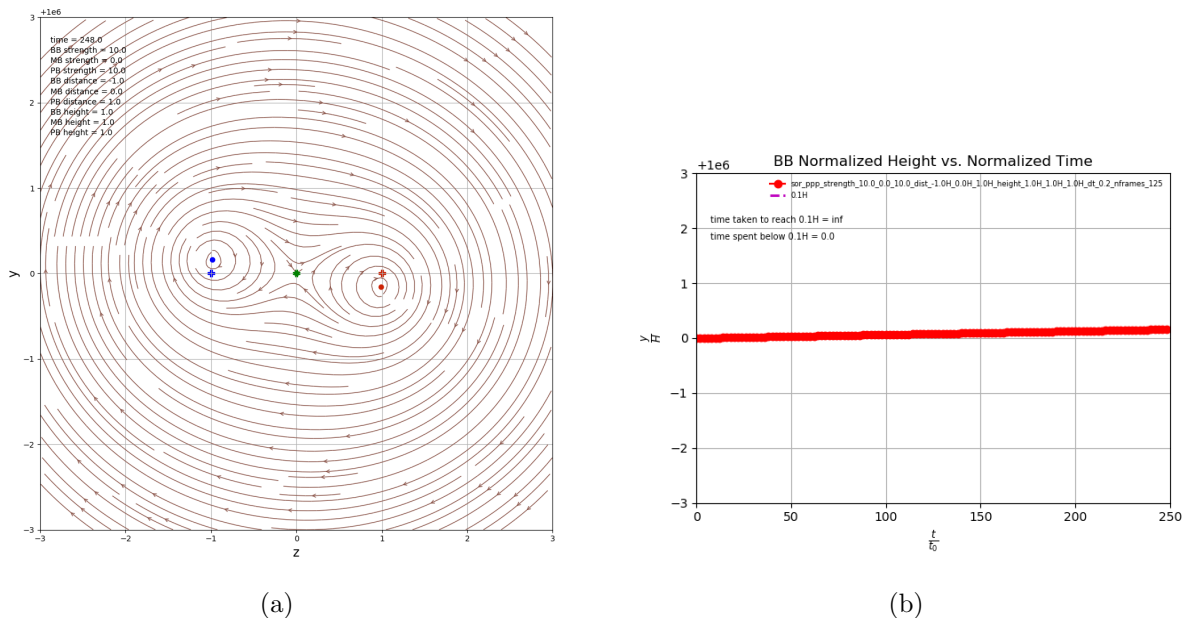 +1e6
3
2
1
0
−1
−2
−3
y
time = 248.0
BB strength = 10.0
MB strength = 0.0
PB strength = 10.0
BB distance = -1.0
MB distance = 0.0
PB distance = 1.0
BB height = 1.0
MB height = 1.0
PB height = 1.0
−3 −2 −1 0 1 2 3
z
(a)
BB Normalized Height vs. Normalized Time
+1e6
3
2
1
0
−1
−2
−3
y
H
sor_ppp_strength_10.0_0.0_10.0_dist_-1.0H_0.0H_1.0H_height_1.0H_1.0H_1.0H_dt_0.2_nframes_125
0.1H
time taken to reach 0.1H = inf
time spent below 0.1H = 0.0
0 50 100 150 200 250
t
t0
(b)